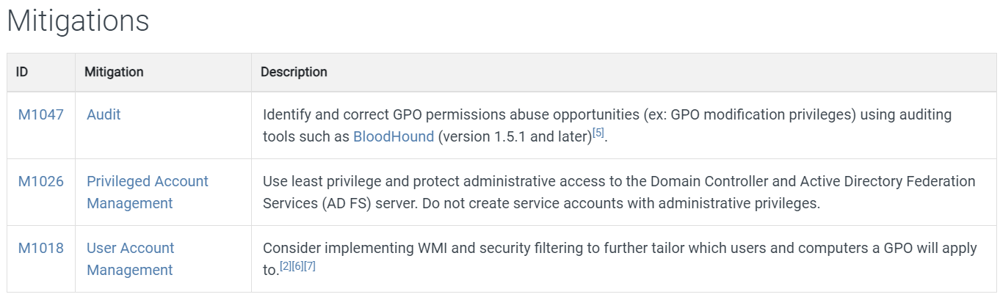 Mitigations
ID Mitigation Description
M1047 Audit Identify and correct GPO permissions abuse opportunities (ex: GPO modification privileges) using auditing
tools such as BloodHound (version 1.5.1 and later)[5].
M1026 Privileged Account Use least privilege and protect administrative access to the Domain Controller and Active Directory Federation
Management Services (AD FS) server. Do not create service accounts with administrative privileges.
M1018 User Account Consider implementing WMI and security filtering to further tailor which users and computers a GPO will apply
Management to.[2][6][7]